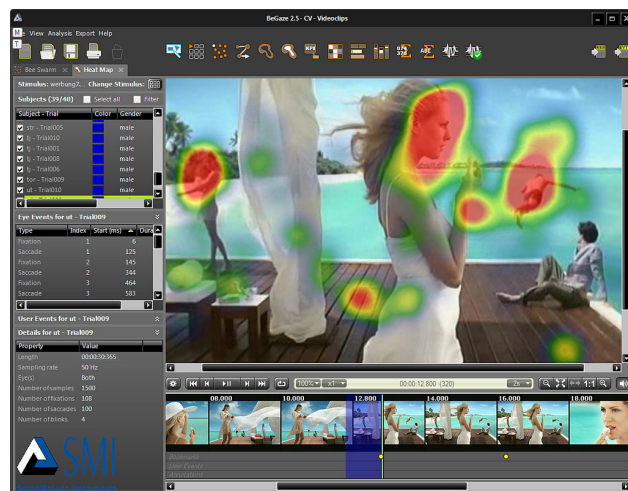 BeGaze 2.5 - CV - Videoclips
View Analysis Export Help
T
Bee Swarm
Heat Map
Stimulus: werbung7... Change Stimulus:
Subjects (39/40) Select all Filter
Subject - Trial Color Gender
str - Trial005 male
tj - Trial010 male
tj - Trial001 male
tj - Trial008 male
tj - Trial006 male
tor - Trial009 male
ut - Trial010 male
Eye Events for ut - Trial009
Type Index Start (ms) Dura
Fixation 1 6
Saccade 1 125
Fixation 2 145
Saccade 2 344
Fixation 3 464
Saccade 3 583
User Events for ut - Trial009
Details for ut - Trial009
Property Value
Length 00:00:30:365
Sampling rate 50 Hz
Eye(s) Both
Number of samples 1500
Number of fixations 108
Number of saccades 100
Number of blinks 4
SMI
100% x1 00:00:12.800 (320) 2s 1:1
08.000 10.000 12.800 14.000 16.000 18.000
User Events
Annotations